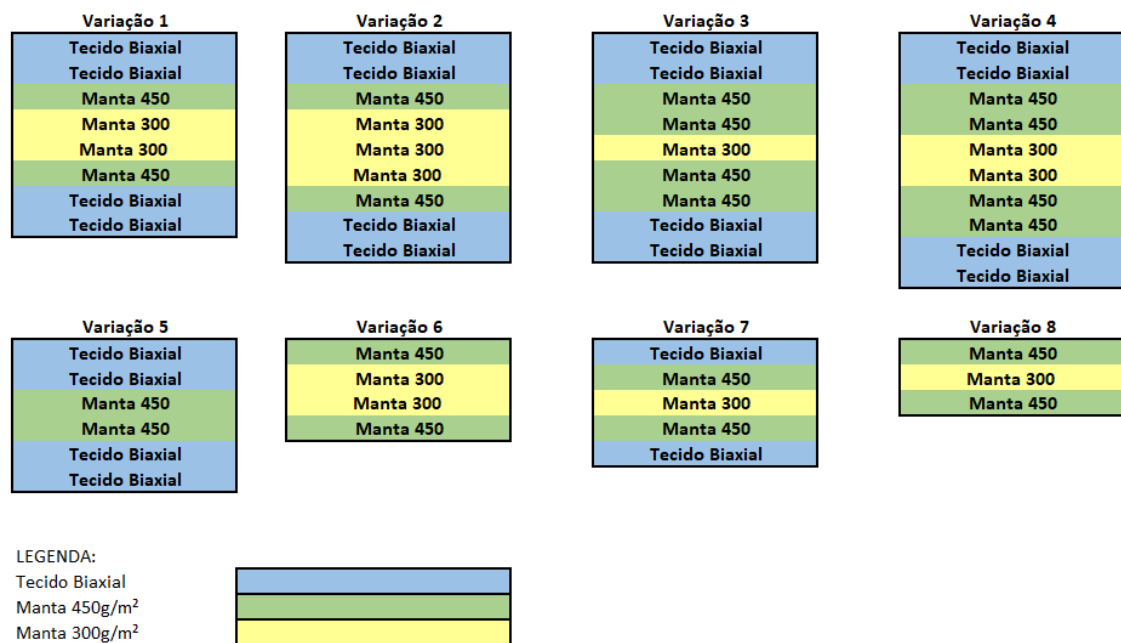 Variação 1
Tecido Biaxial
Tecido Biaxial
Manta 450
Manta 300
Manta 300
Manta 450
Tecido Biaxial
Tecido Biaxial
Variação 2
Tecido Biaxial
Tecido Biaxial
Manta 450
Manta 300
Manta 300
Manta 300
Manta 450
Tecido Biaxial
Tecido Biaxial
Variação 3
Tecido Biaxial
Tecido Biaxial
Manta 450
Manta 450
Manta 300
Manta 450
Manta 450
Tecido Biaxial
Tecido Biaxial
Variação 4
Tecido Biaxial
Tecido Biaxial
Manta 450
Manta 450
Manta 300
Manta 300
Manta 450
Manta 450
Tecido Biaxial
Tecido Biaxial
Variação 5
Tecido Biaxial
Tecido Biaxial
Manta 450
Manta 450
Tecido Biaxial
Tecido Biaxial
Variação 6
Manta 450
Manta 300
Manta 300
Manta 450
Variação 7
Tecido Biaxial
Manta 450
Manta 300
Manta 450
Tecido Biaxial
Variação 8
Manta 450
Manta 300
Manta 450
LEGENDA:
Tecido Biaxial
Manta 450g/m²
Manta 300g/m²